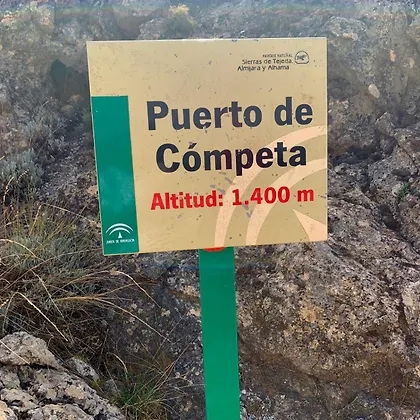 PARQUE NATURAL
Sierras de Tejeda,
Almijara y Alhama
Puerto de
Cómpeta
Altitud: 1.400 m
JUNTA DE ANDALUCIA